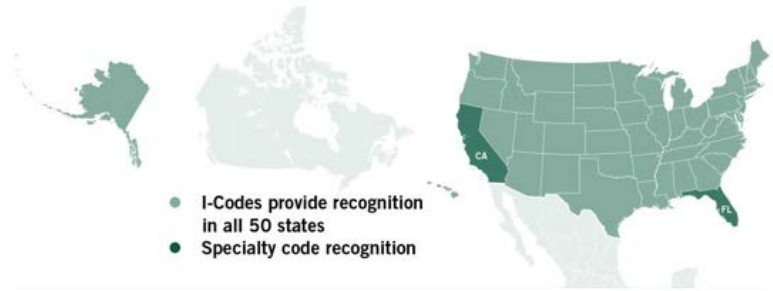 CA
FL
I-Codes provide recognition
in all 50 states
Specialty code recognition